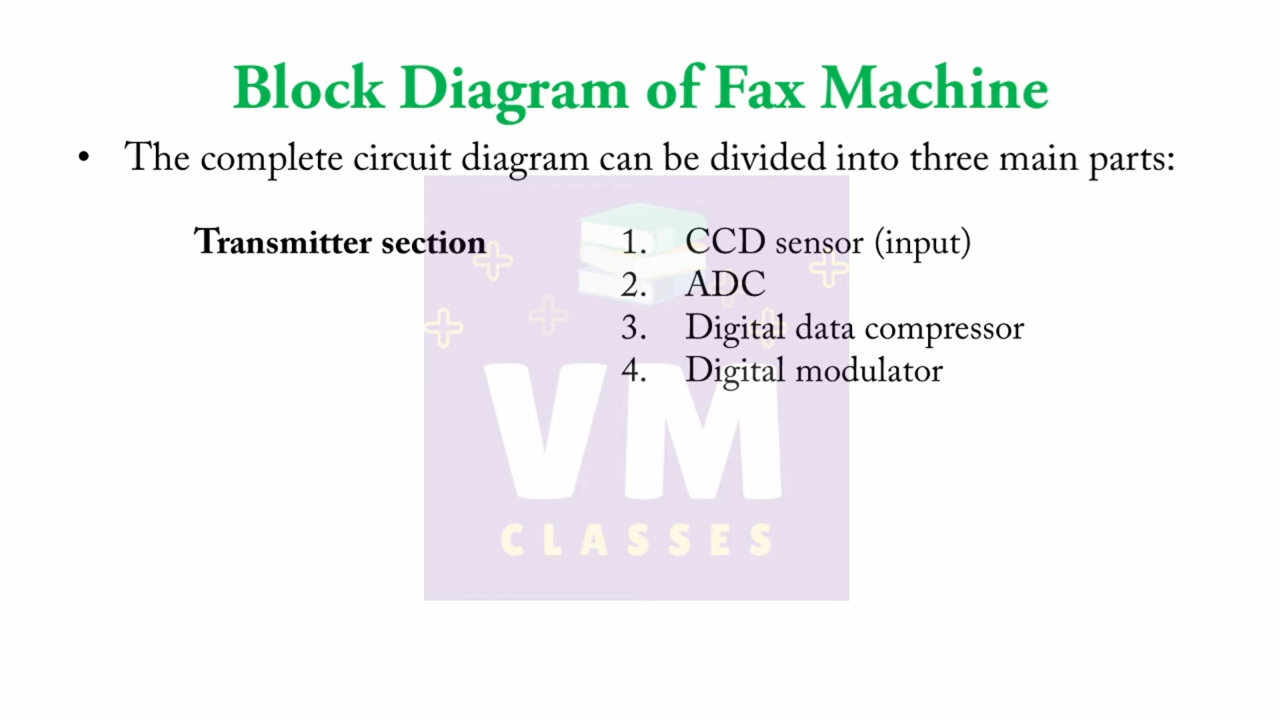 Block Diagram of Fax Machine
• The complete circuit diagram can be divided into three main parts:
Transmitter section 1. CCD sensor (input)
2. ADC
3. Digital data compressor
4. Digital modulator
VM
CLASSES